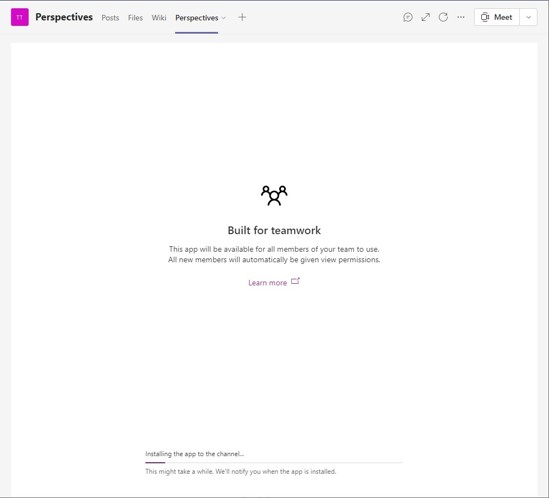 TT Perspectives Posts Files Wiki Perspectives Meet
Built for teamwork
This app will be available for all members of your team to use.
All new members will automatically be given view permissions.
Learn more
Installing the app to the channel...
This might take a while. We'll notify you when the app is installed.